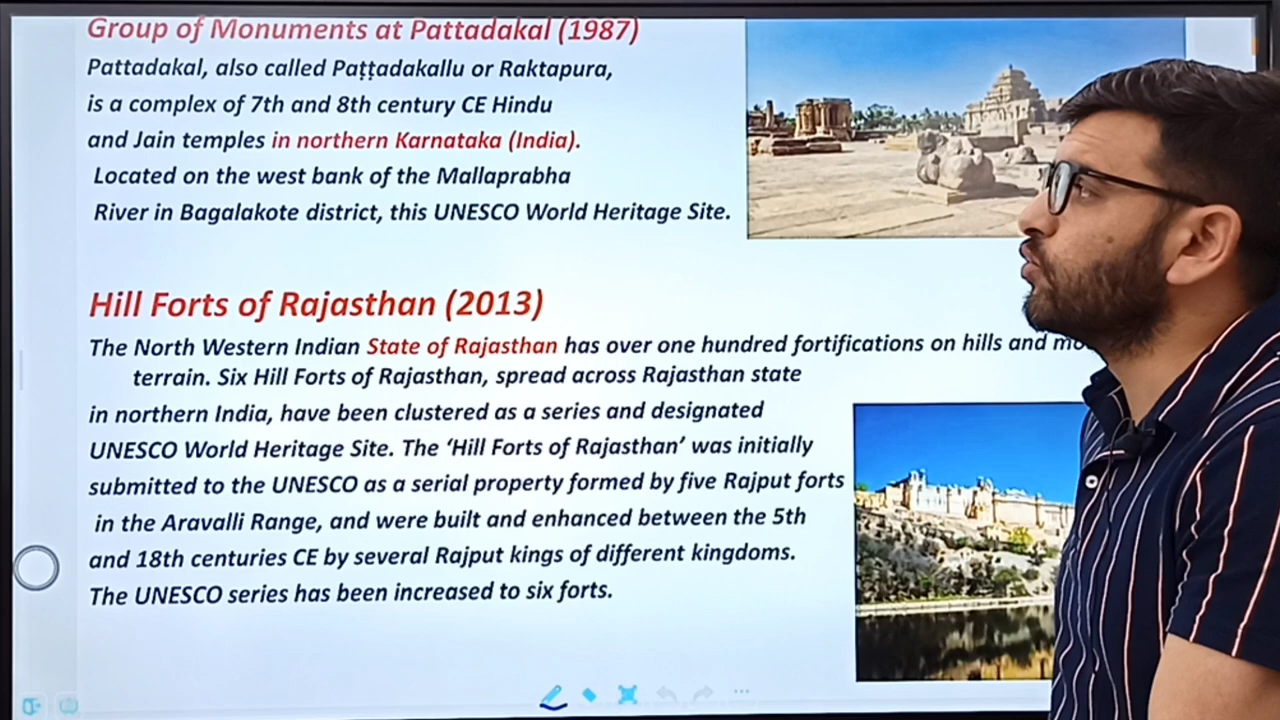 Group of Monuments at Pattadakal (1987)
Pattadakal, also called Paṭṭadakallu or Raktapura,
is a complex of 7th and 8th century CE Hindu
and Jain temples in northern Karnataka (India).
Located on the west bank of the Mallaprabha
River in Bagalakote district, this UNESCO World Heritage Site.
Hill Forts of Rajasthan (2013)
The North Western Indian State of Rajasthan has over one hundred fortifications on hills and
terrain. Six Hill Forts of Rajasthan, spread across Rajasthan state
in northern India, have been clustered as a series and designated
UNESCO World Heritage Site. The ‘Hill Forts of Rajasthan’ was initially
submitted to the UNESCO as a serial property formed by five Rajput forts
in the Aravalli Range, and were built and enhanced between the 5th
and 18th centuries CE by several Rajput kings of different kingdoms.
The UNESCO series has been increased to six forts.